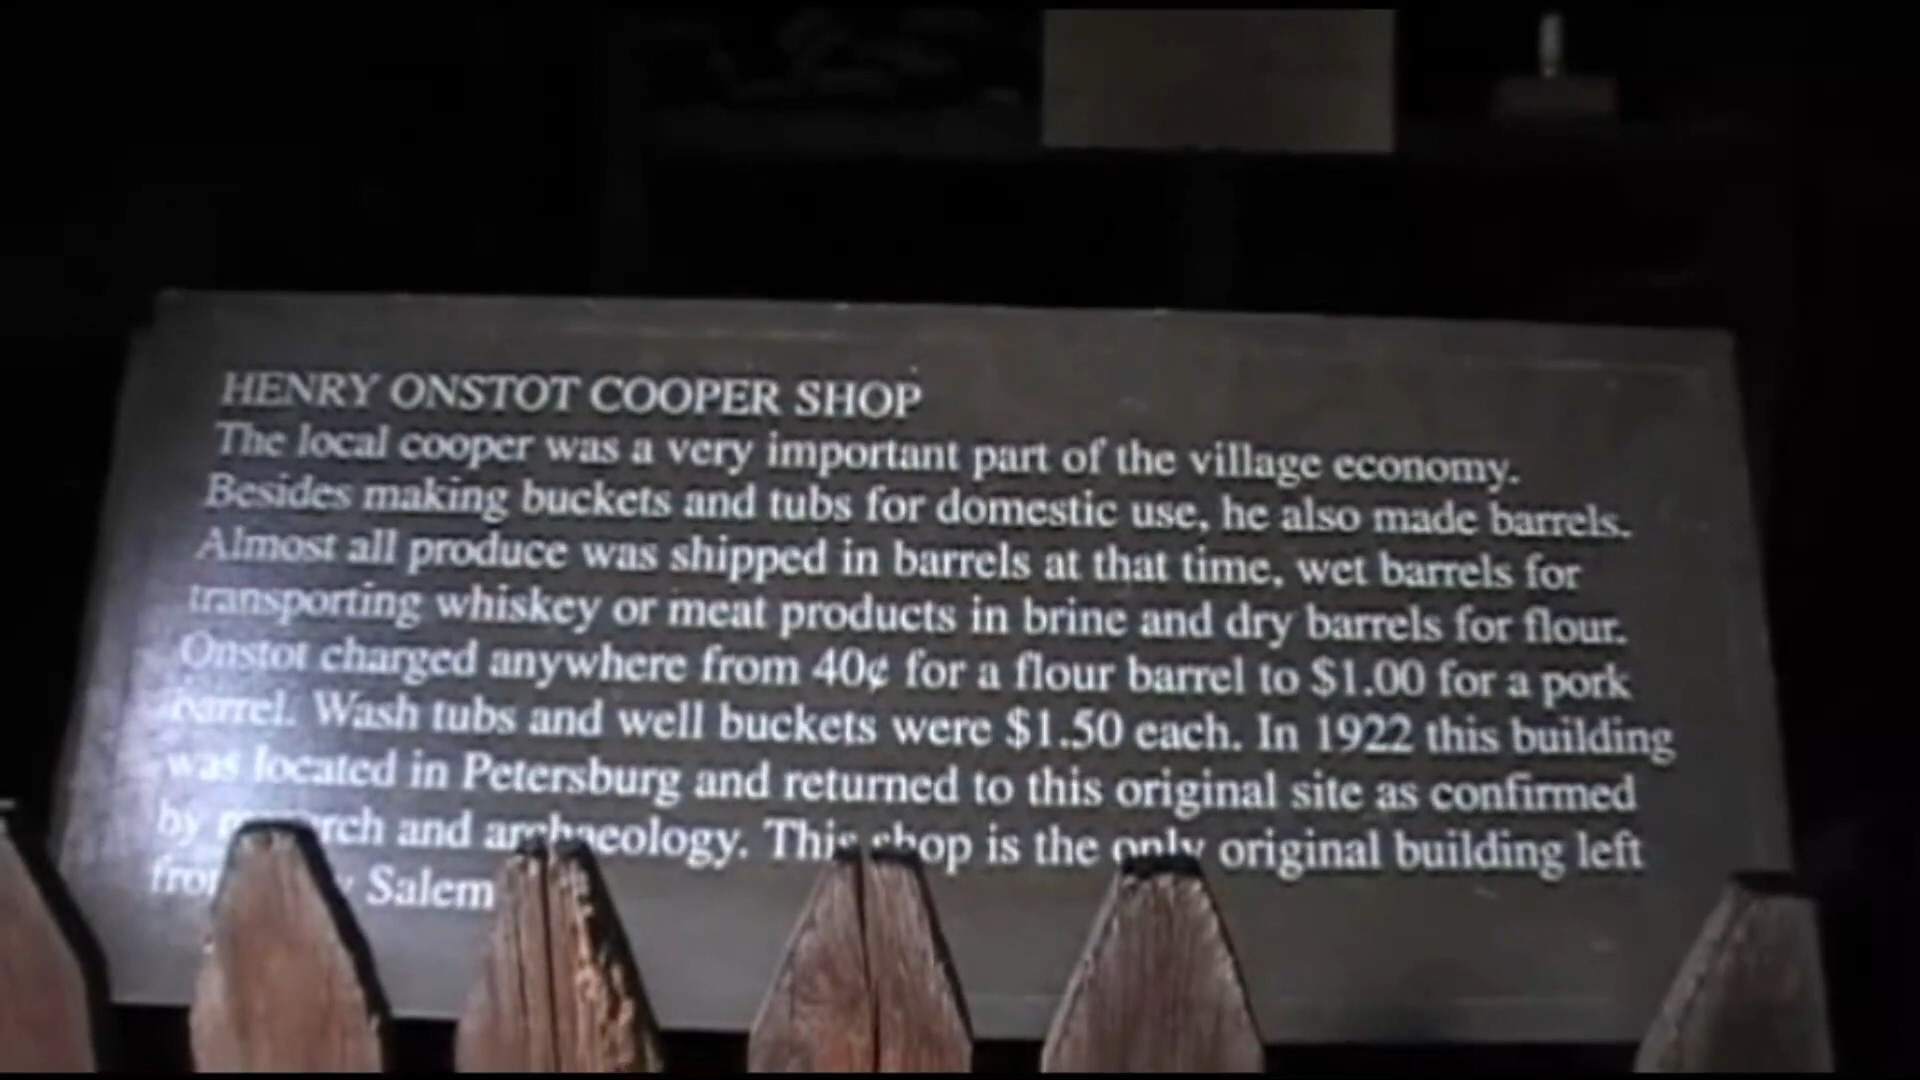 HENRY ONSTOT COOPER SHOP
The local cooper was a very important part of the village economy.
Besides making buckets and tubs for domestic use, he also made barrels.
Almost all produce was shipped in barrels at that time, wet barrels for
transporting whiskey or meat products in brine and dry barrels for flour.
Onstot charged anywhere from 40¢ for a flour barrel to $1.00 for a pork
barrel. Wash tubs and well buckets were $1.50 each. In 1922 this building
was located in Petersburg and returned to this original site as confirmed
by research and archaeology. This shop is the only original building left
Salem